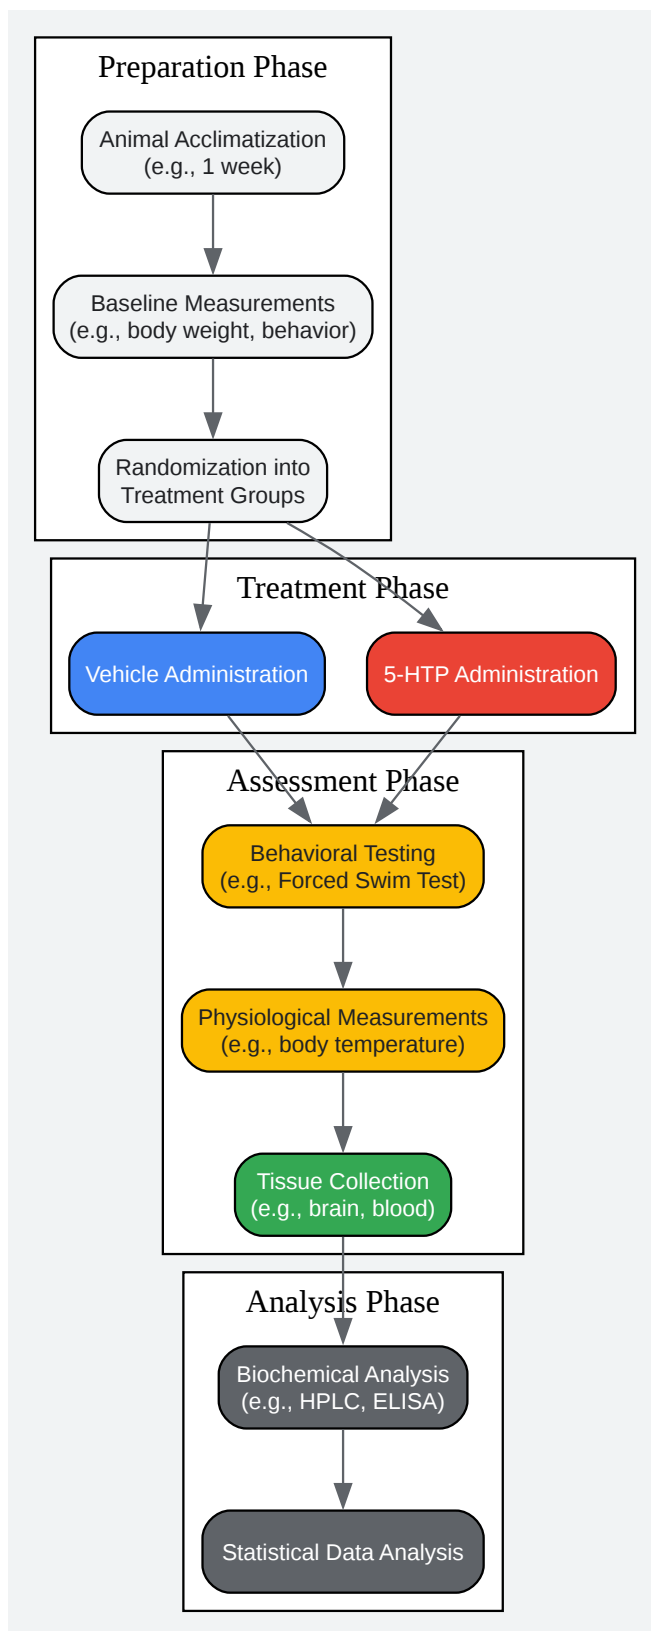 Preparation Phase
Animal Acclimatization
(e.g., 1 week)
Baseline Measurements
(e.g., body weight, behavior)
Randomization into
Treatment Groups
Treatment Phase
Vehicle Administration
5-HTP Administration
Assessment Phase
Behavioral Testing
(e.g., Forced Swim Test)
Physiological Measurements
(e.g., body temperature)
Tissue Collection
(e.g., brain, blood)
Analysis Phase
Biochemical Analysis
(e.g., HPLC, ELISA)
Statistical Data Analysis